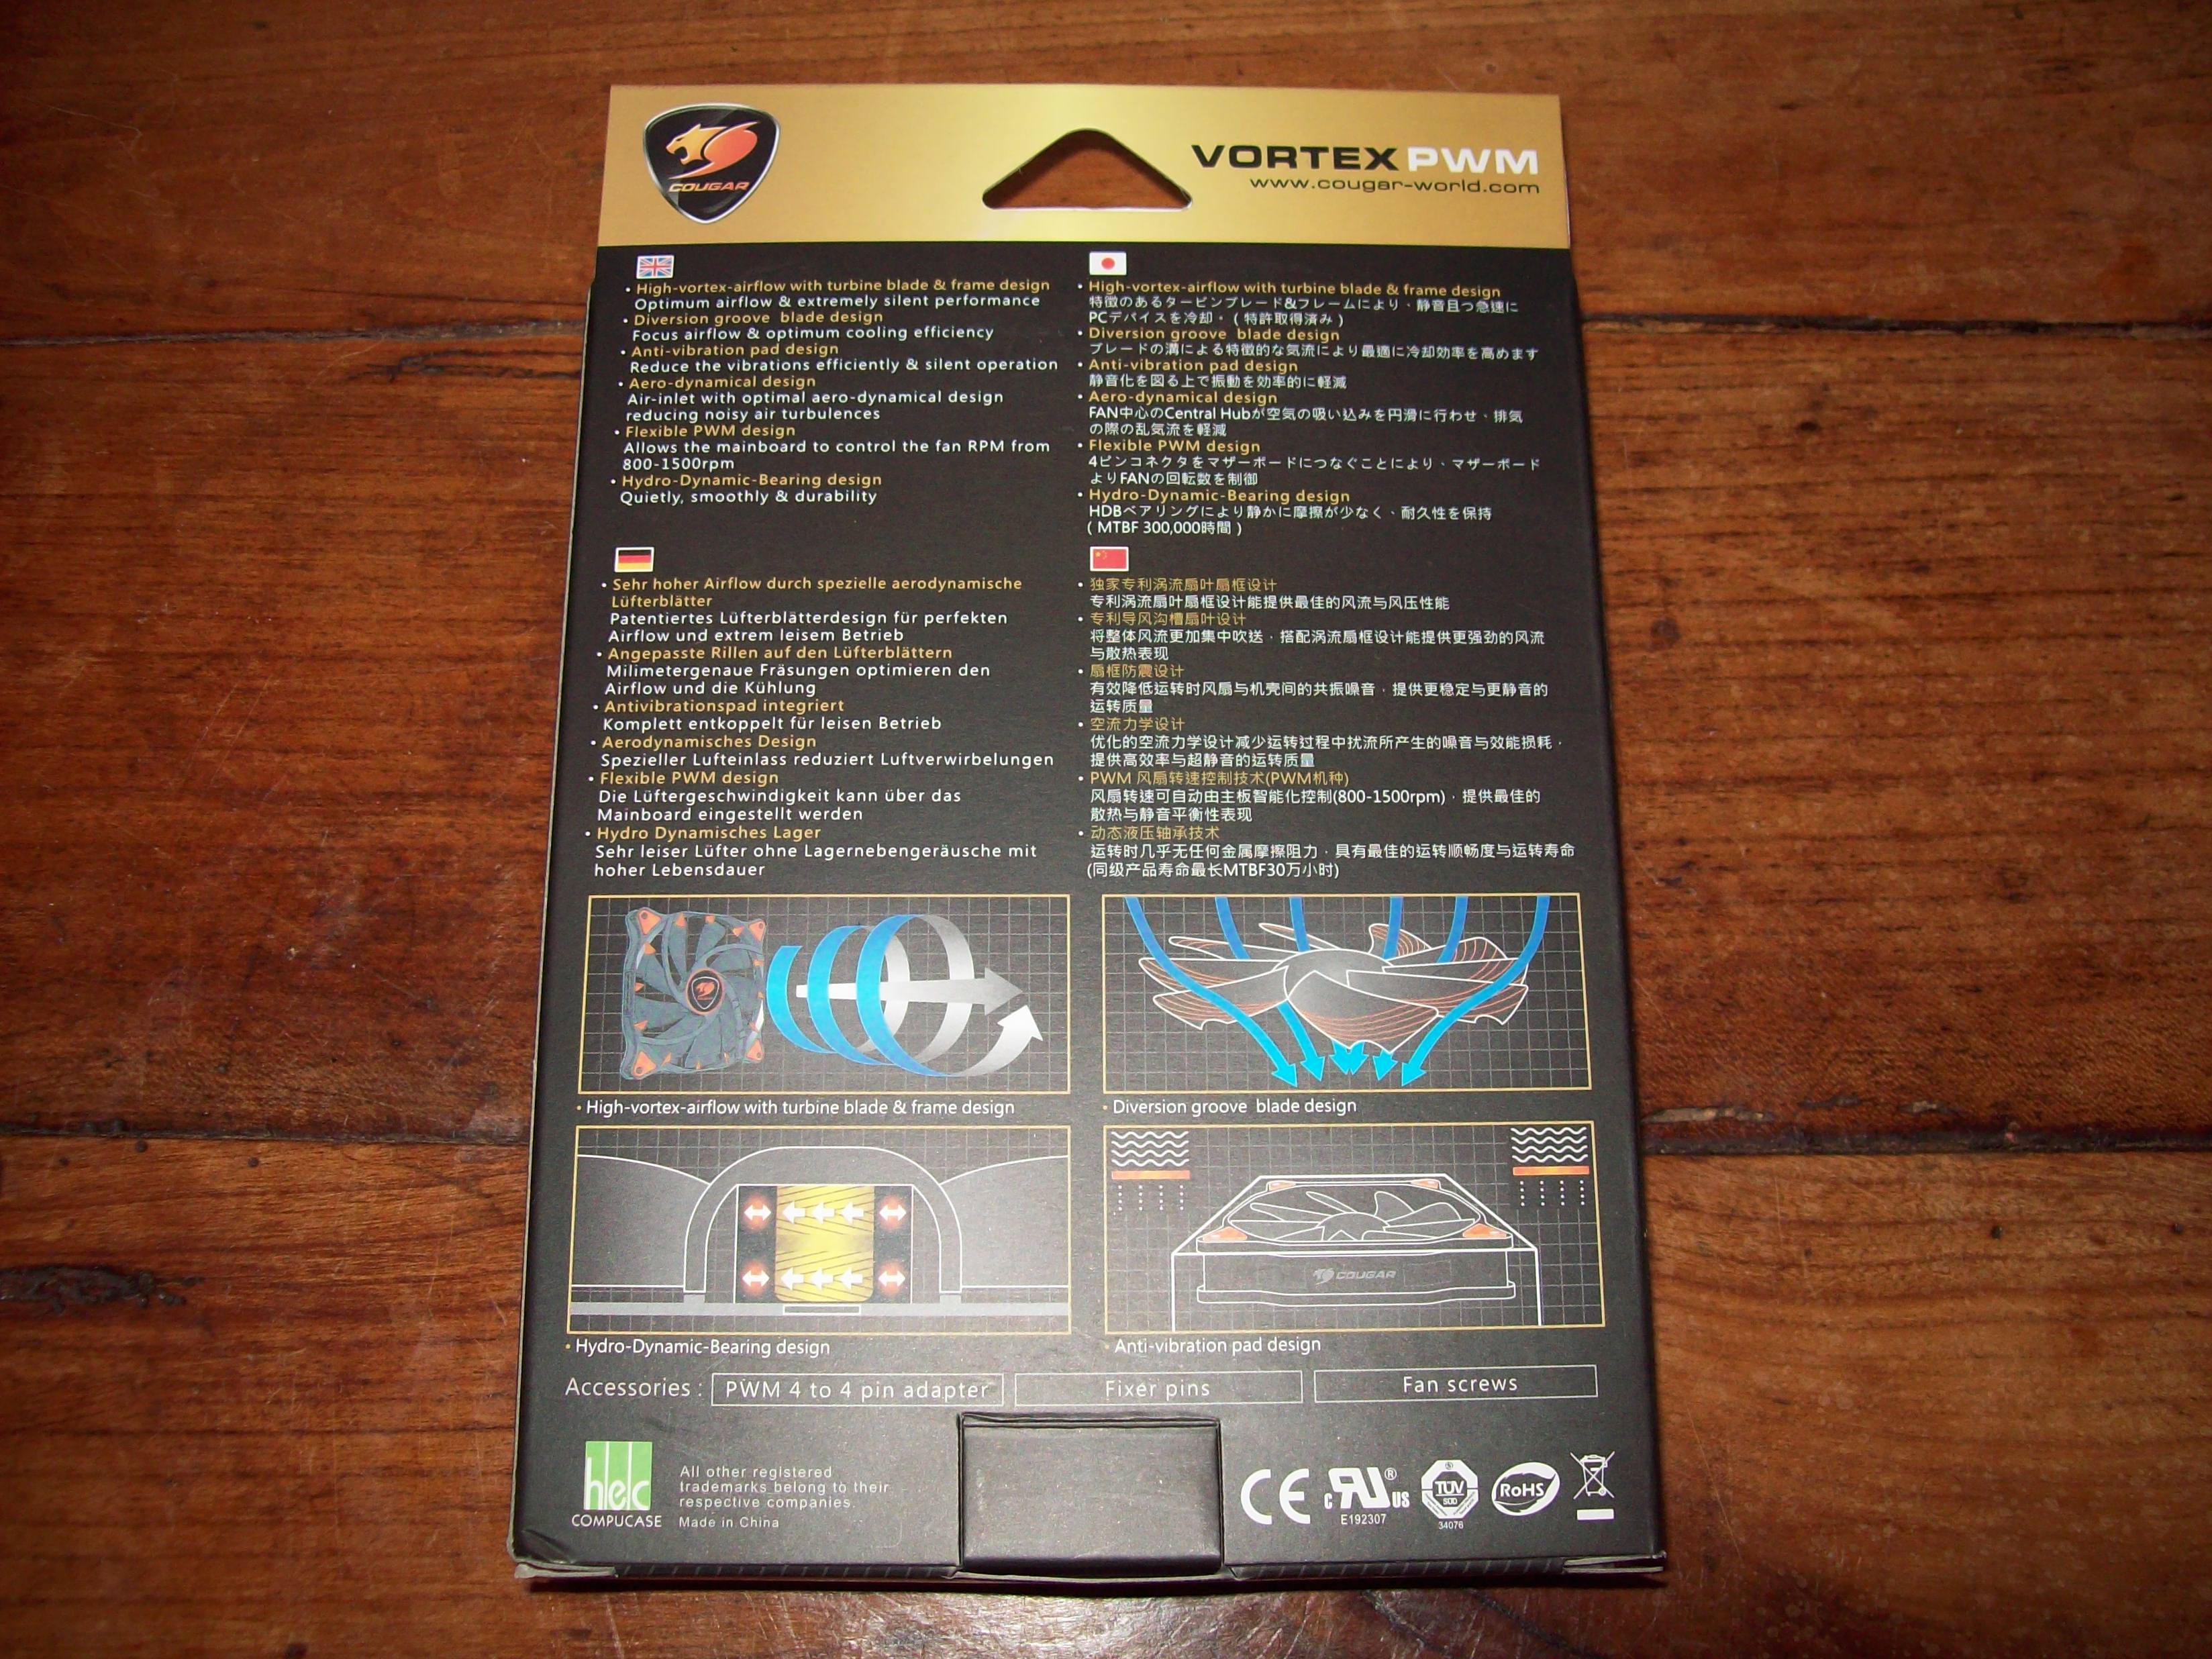 COUGAR
VORTEX PWM
www.cougar-world.com
• High-vortex-airflow with turbine blade & frame design
Optimum airflow & extremely silent performance
• Diversion groove blade design
Focus airflow & optimum cooling efficiency
• Anti-vibration pad design
Reduce the vibrations efficiently & silent operation
• Aero-dynamical design
Air-inlet with optimal aero-dynamical design
reducing noisy air turbulences
• Flexible PWM design
Allows the mainboard to control the fan RPM from
800-1500rpm
• Hydro-Dynamic-Bearing design
Quietly, smoothly & durability
• High-vortex-airflow with turbine blade & frame design
特徴のあるタービンブレード&フレームにより、静音且つ急速に
PCデバイスを冷却。(特許取得済み)
• Diversion groove blade design
ブレードの溝による特徴的な気流により最適に冷却効率を高めます
• Anti-vibration pad design
静音化を図る上で振動を効率的に軽減
• Aero-dynamical design
FAN中心のCentral Hubが空気の吸い込みを円滑に行わせ、排気
の際の乱気流を軽減
• Flexible PWM design
4ピンコネクタをマザーボードにつなぐことにより、マザーボード
よりFANの回転数を制御
• Hydro-Dynamic-Bearing design
HDBベアリングにより静かに摩擦が少なく、耐久性を保持
( MTBF 300,000時間 )
• Sehr hoher Airflow durch spezielle aerodynamische
Lüfterblätter
Patentiertes Lüfterblätterdesign für perfekten
Airflow und extrem leisem Betrieb
• Angepasste Rillen auf den Lüfterblättern
Milimetergenaue Fräsungen optimieren den
Airflow und die Kühlung
• Antivibrationspad integriert
Komplett entkoppelt für leisen Betrieb
• Aerodynamisches Design
Spezieller Lufteinlass reduziert Luftverwirbelungen
• Flexible PWM design
Die Lüftergeschwindigkeit kann über das
Mainboard eingestellt werden
• Hydro Dynamisches Lager
Sehr leiser Lüfter ohne Lagernebengeräusche mit
hoher Lebensdauer
• 独家专利涡流扇叶扇框设计
专利涡流扇叶扇框设计能提供最佳的风流与风压性能
• 专利导风沟槽扇叶设计
将整体风流更加集中吹送，搭配涡流扇框设计能提供更强劲的风流
与散热表现
• 扇框防震设计
有效降低运转时风扇与机壳间的共振噪音，提供更稳定与更静音的
运转质量
• 空流力学设计
优化的空流力学设计减少运转过程中扰流所产生的噪音与效能损耗，
提供高效率与超静音的运转质量
• PWM 风扇转速控制技术(PWM机种)
风扇转速可自动由主板智能化控制(800-1500rpm)，提供最佳的
散热与静音平衡性表现
• 动态液压轴承技术
运转时几乎无任何金属摩擦阻力，具有最佳的运转顺畅度与运转寿命
(同级产品寿命最长MTBF30万小时)
• High-vortex-airflow with turbine blade & frame design
• Diversion groove blade design
COUGAR
• Hydro-Dynamic-Bearing design
• Anti-vibration pad design
Accessories : PWM 4 to 4 pin adapter Fixer pins Fan screws
hec
COMPUCASE
All other registered
trademarks belong to their
respective companies.
Made in China
CE
c RU ® US
E192307
TÜV
SÜD
34076
RoHS